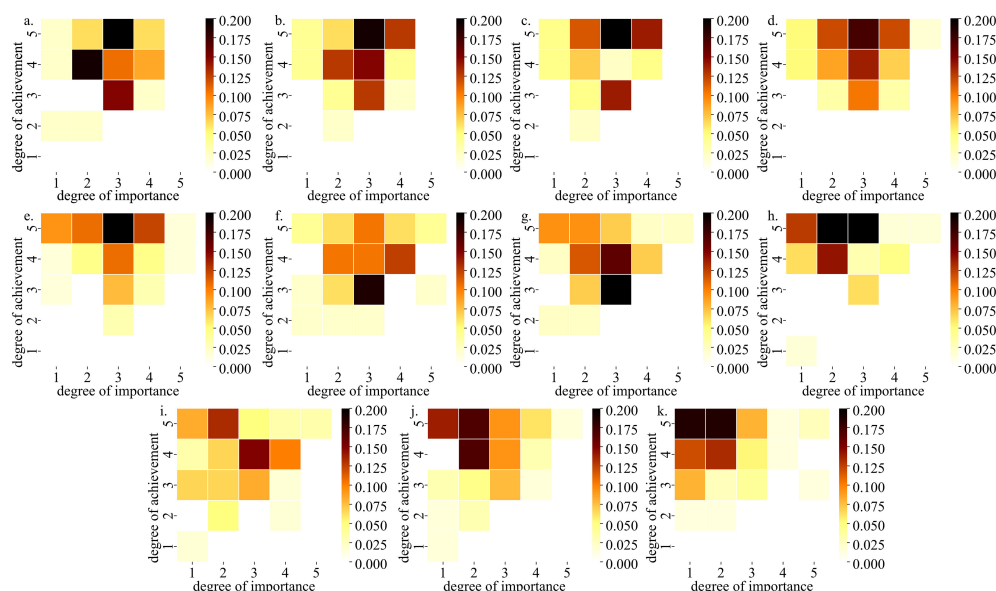 a. b. c. d.
5 4 3 2 1
degree of achievement
1 2 3 4 5
degree of importance
0.200
0.175
0.150
0.125
0.100
0.075
0.050
0.025
0.000
5 4 3 2 1
degree of achievement
1 2 3 4 5
degree of importance
0.200
0.175
0.150
0.125
0.100
0.075
0.050
0.025
0.000
5 4 3 2 1
degree of achievement
1 2 3 4 5
degree of importance
0.200
0.175
0.150
0.125
0.100
0.075
0.050
0.025
0.000
5 4 3 2 1
degree of achievement
1 2 3 4 5
degree of importance
0.200
0.175
0.150
0.125
0.100
0.075
0.050
0.025
0.000
e. f. g. h.
5 4 3 2 1
degree of achievement
1 2 3 4 5
degree of importance
0.200
0.175
0.150
0.125
0.100
0.075
0.050
0.025
0.000
5 4 3 2 1
degree of achievement
1 2 3 4 5
degree of importance
0.200
0.175
0.150
0.125
0.100
0.075
0.050
0.025
0.000
5 4 3 2 1
degree of achievement
1 2 3 4 5
degree of importance
0.200
0.175
0.150
0.125
0.100
0.075
0.050
0.025
0.000
5 4 3 2 1
degree of achievement
1 2 3 4 5
degree of importance
0.200
0.175
0.150
0.125
0.100
0.075
0.050
0.025
0.000
i. j. k.
5 4 3 2 1
degree of achievement
1 2 3 4 5
degree of importance
0.200
0.175
0.150
0.125
0.100
0.075
0.050
0.025
0.000
5 4 3 2 1
degree of achievement
1 2 3 4 5
degree of importance
0.200
0.175
0.150
0.125
0.100
0.075
0.050
0.025
0.000
5 4 3 2 1
degree of achievement
1 2 3 4 5
degree of importance
0.200
0.175
0.150
0.125
0.100
0.075
0.050
0.025
0.000